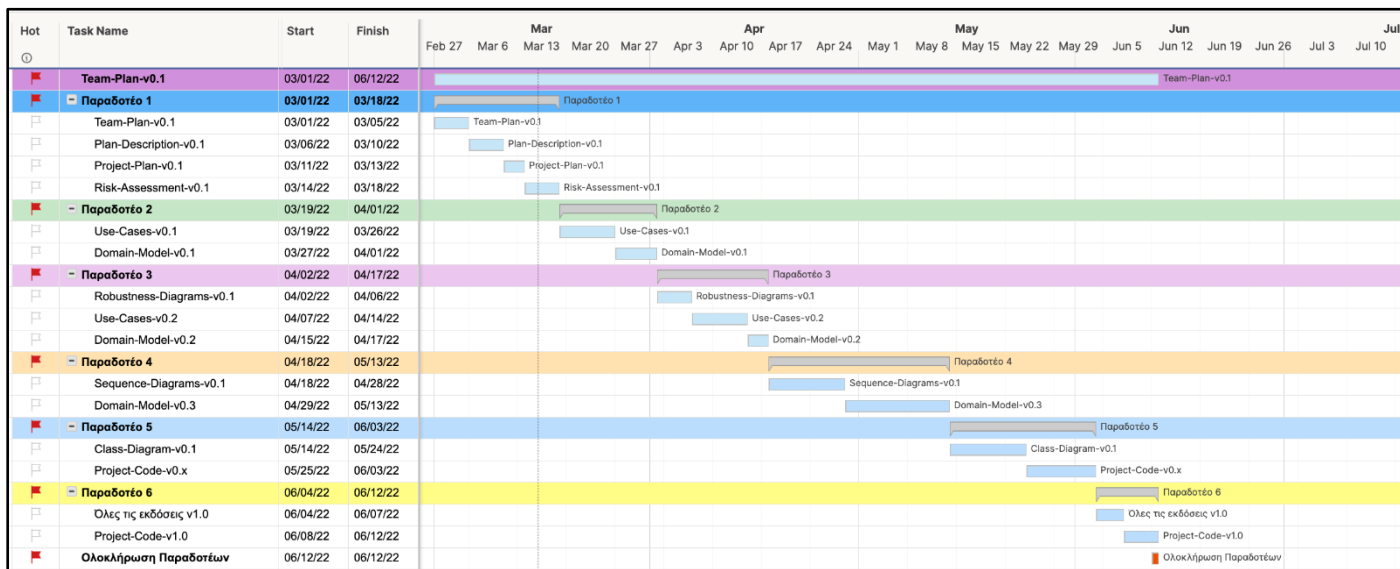 Hot Task Name Start Finish Mar Apr May Jun Jul
Feb 27 Mar 6 Mar 13 Mar 20 Mar 27 Apr 3 Apr 10 Apr 17 Apr 24 May 1 May 8 May 15 May 22 May 29 Jun 5 Jun 12 Jun 19 Jun 26 Jul 3 Jul 10
Team-Plan-v0.1 03/01/22 06/12/22 Team-Plan-v0.1
Παραδοτέο 1 03/01/22 03/18/22 Παραδοτέο 1
Team-Plan-v0.1 03/01/22 03/05/22 Team-Plan-v0.1
Plan-Description-v0.1 03/06/22 03/10/22 Plan-Description-v0.1
Project-Plan-v0.1 03/11/22 03/13/22 Project-Plan-v0.1
Risk-Assessment-v0.1 03/14/22 03/18/22 Risk-Assessment-v0.1
Παραδοτέο 2 03/19/22 04/01/22 Παραδοτέο 2
Use-Cases-v0.1 03/19/22 03/26/22 Use-Cases-v0.1
Domain-Model-v0.1 03/27/22 04/01/22 Domain-Model-v0.1
Παραδοτέο 3 04/02/22 04/17/22 Παραδοτέο 3
Robustness-Diagrams-v0.1 04/02/22 04/06/22 Robustness-Diagrams-v0.1
Use-Cases-v0.2 04/07/22 04/14/22 Use-Cases-v0.2
Domain-Model-v0.2 04/15/22 04/17/22 Domain-Model-v0.2
Παραδοτέο 4 04/18/22 05/13/22 Παραδοτέο 4
Sequence-Diagrams-v0.1 04/18/22 04/28/22 Sequence-Diagrams-v0.1
Domain-Model-v0.3 04/29/22 05/13/22 Domain-Model-v0.3
Παραδοτέο 5 05/14/22 06/03/22 Παραδοτέο 5
Class-Diagram-v0.1 05/14/22 05/24/22 Class-Diagram-v0.1
Project-Code-v0.x 05/25/22 06/03/22 Project-Code-v0.x
Παραδοτέο 6 06/04/22 06/12/22 Παραδοτέο 6
Όλες τις εκδόσεις v1.0 06/04/22 06/07/22 Όλες τις εκδόσεις v1.0
Project-Code-v1.0 06/08/22 06/12/22 Project-Code-v1.0
Ολοκλήρωση Παραδοτέων 06/12/22 06/12/22 Ολοκλήρωση Παραδοτέων